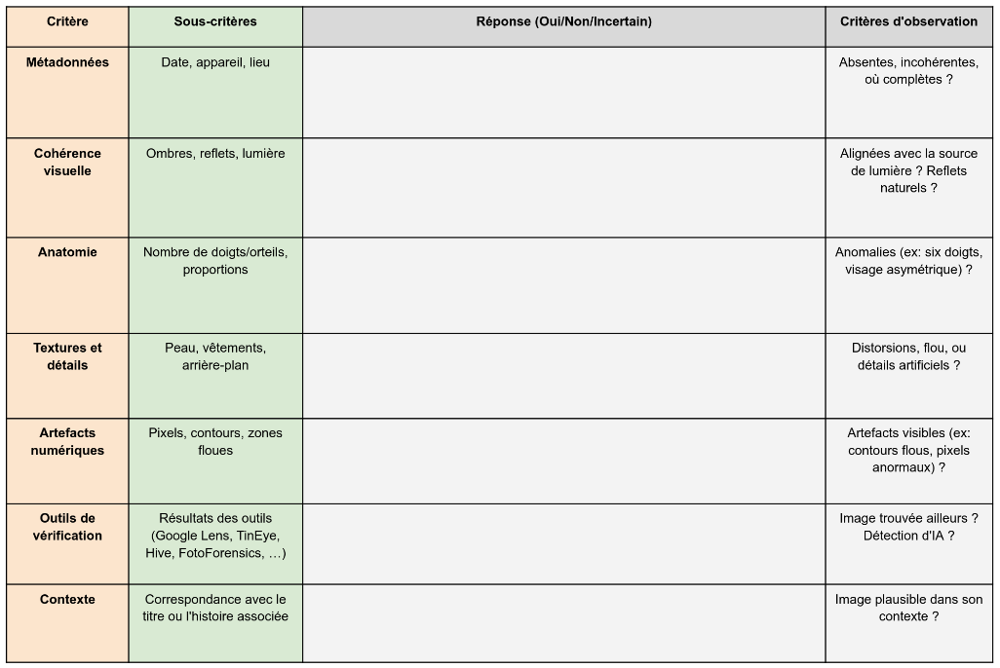 Critère
Sous-critères
Réponse (Oui/Non/Incertain)
Critères d'observation
Métadonnées
Date, appareil, lieu
Absentes, incohérentes,
où complètes ?
Cohérence
visuelle
Ombres, reflets, lumière
Alignées avec la source
de lumière ? Reflets
naturels ?
Anatomie
Nombre de doigts/orteils,
proportions
Anomalies (ex: six doigts,
visage asymétrique) ?
Textures et
détails
Peau, vêtements,
arrière-plan
Distorsions, flou, ou
détails artificiels ?
Artefacts
numériques
Pixels, contours, zones
floues
Artefacts visibles (ex:
contours flous, pixels
anormaux) ?
Outils de
vérification
Résultats des outils
(Google Lens, TinEye,
Hive, FotoForensics, …)
Image trouvée ailleurs ?
Détection d'IA ?
Contexte
Correspondance avec le
titre ou l'histoire associée
Image plausible dans son
contexte ?